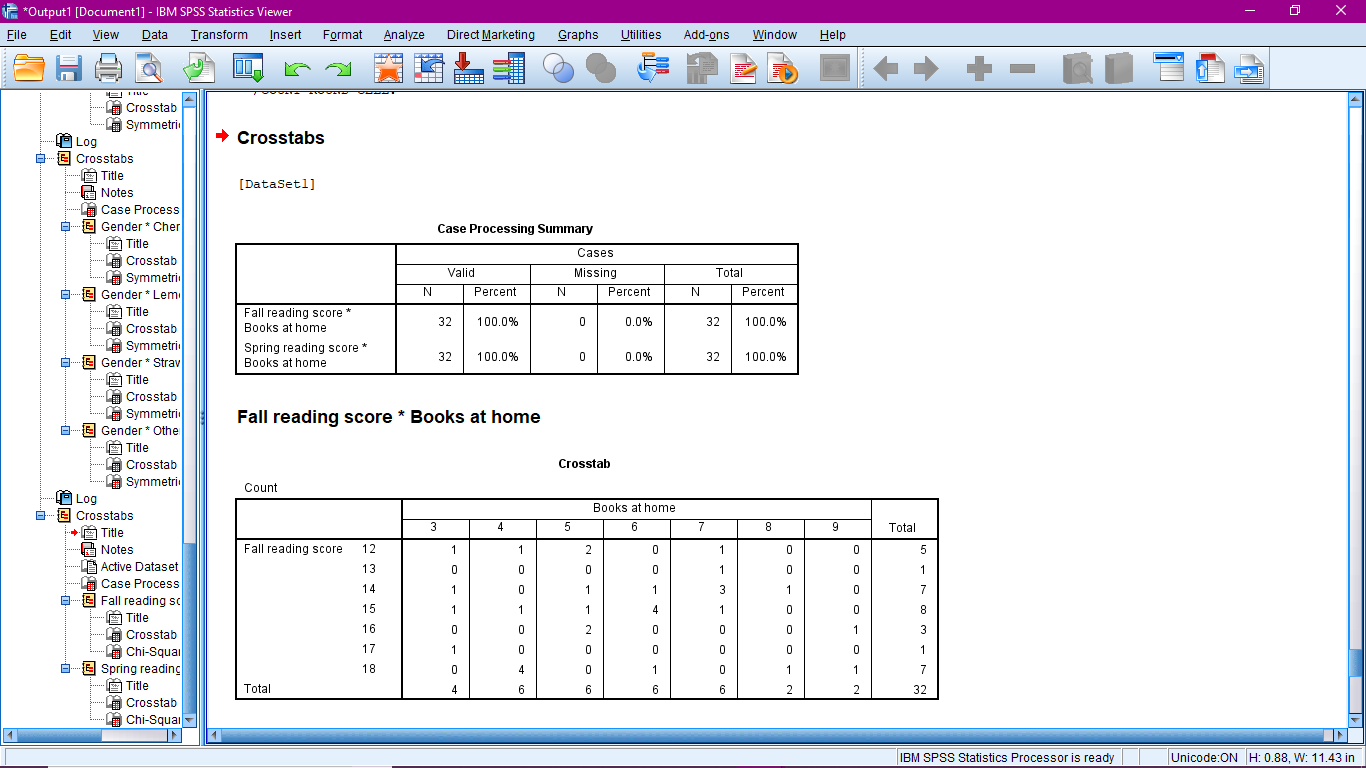 *Output1 [Document1] - IBM SPSS Statistics Viewer
File Edit View Data Transform Insert Format Analyze Direct Marketing Graphs Utilities Add-ons Window Help
Crosstab
Symmetri
Log
Crosstabs
Title
Notes
Case Process
Gender * Cher
Title
Crosstab
Symmetri
Gender * Lem
Title
Crosstab
Symmetri
Gender * Straw
Title
Crosstab
Symmetri
Gender * Othe
Title
Crosstab
Symmetri
Log
Crosstabs
Title
Notes
Active Dataset
Case Process
Fall reading sc
Title
Crosstab
Chi-Squar
Spring reading
Title
Crosstab
Chi-Squar
Crosstabs
[DataSet1]
Case Processing Summary
Cases
Valid Missing Total
N Percent N Percent N Percent
Fall reading score *
Books at home 32 100.0% 0 0.0% 32 100.0%
Spring reading score *
Books at home 32 100.0% 0 0.0% 32 100.0%
Fall reading score * Books at home
Crosstab
Count
Books at home
3 4 5 6 7 8 9 Total
Fall reading score 12 1 1 2 0 1 0 0 5
13 0 0 0 0 1 0 0 1
14 1 0 1 1 3 1 0 7
15 1 1 1 4 1 0 0 8
16 0 0 2 0 0 0 1 3
17 1 0 0 0 0 0 0 1
18 0 4 0 1 0 1 1 7
Total 4 6 6 6 6 2 2 32
IBM SPSS Statistics Processor is ready Unicode:ON H: 0.88, W: 11.43 in